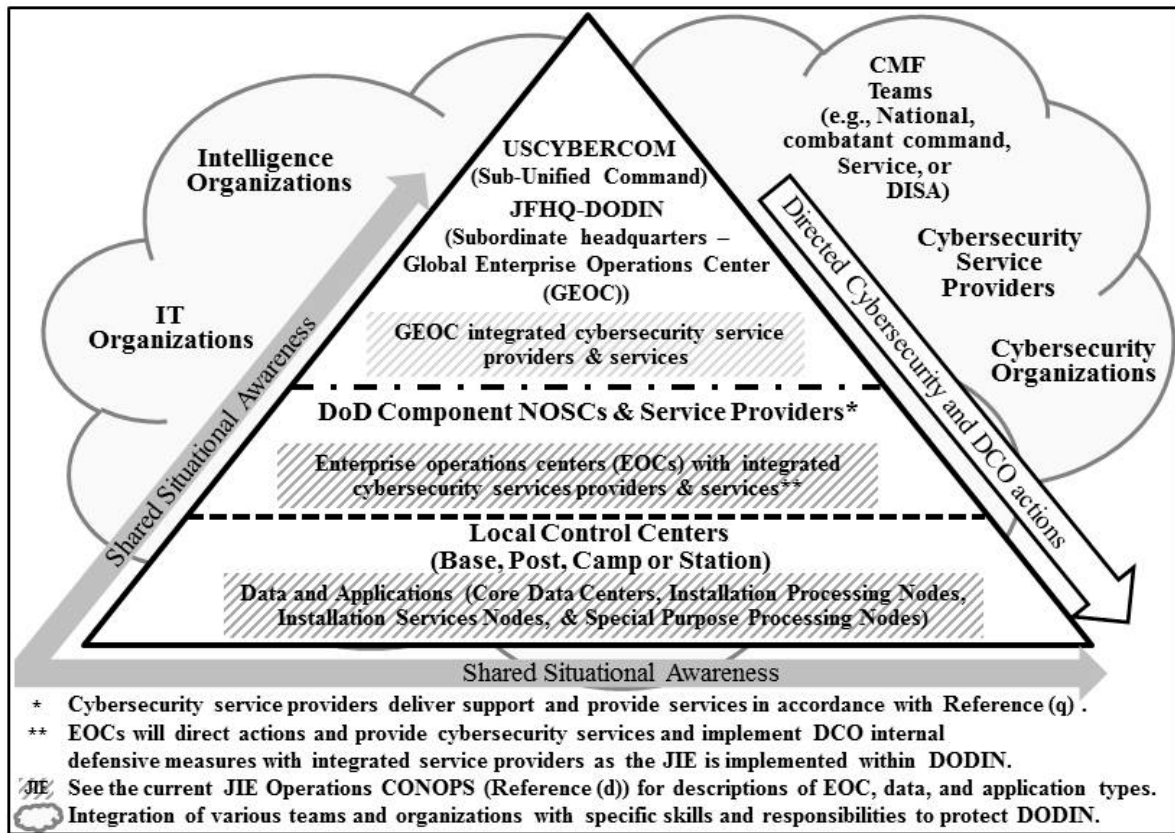 CMF
Teams
(e.g., National,
combatant command,
Service, or
DISA)
Intelligence
Organizations
USCYBERCOM
(Sub-Unified Command)
JFHQ-DODIN
(Subordinate headquarters –
Global Enterprise Operations Center
(GEOC))
Cybersecurity
Service
Providers
IT
Organizations
GEOC integrated cybersecurity service
providers & services
Cybersecurity
Organizations
Shared Situational Awareness
Directed Cybersecurity and DCO actions
DoD Component NOSCs & Service Providers*
Enterprise operations centers (EOCs) with integrated
cybersecurity services providers & services**
Local Control Centers
(Base, Post, Camp or Station)
Data and Applications (Core Data Centers, Installation Processing Nodes,
Installation Services Nodes, & Special Purpose Processing Nodes)
Shared Situational Awareness
* Cybersecurity service providers deliver support and provide services in accordance with Reference (q) .
** EOCs will direct actions and provide cybersecurity services and implement DCO internal
defensive measures with integrated service providers as the JIE is implemented within DODIN.
JIE See the current JIE Operations CONOPS (Reference (d)) for descriptions of EOC, data, and application types.
Integration of various teams and organizations with specific skills and responsibilities to protect DODIN.